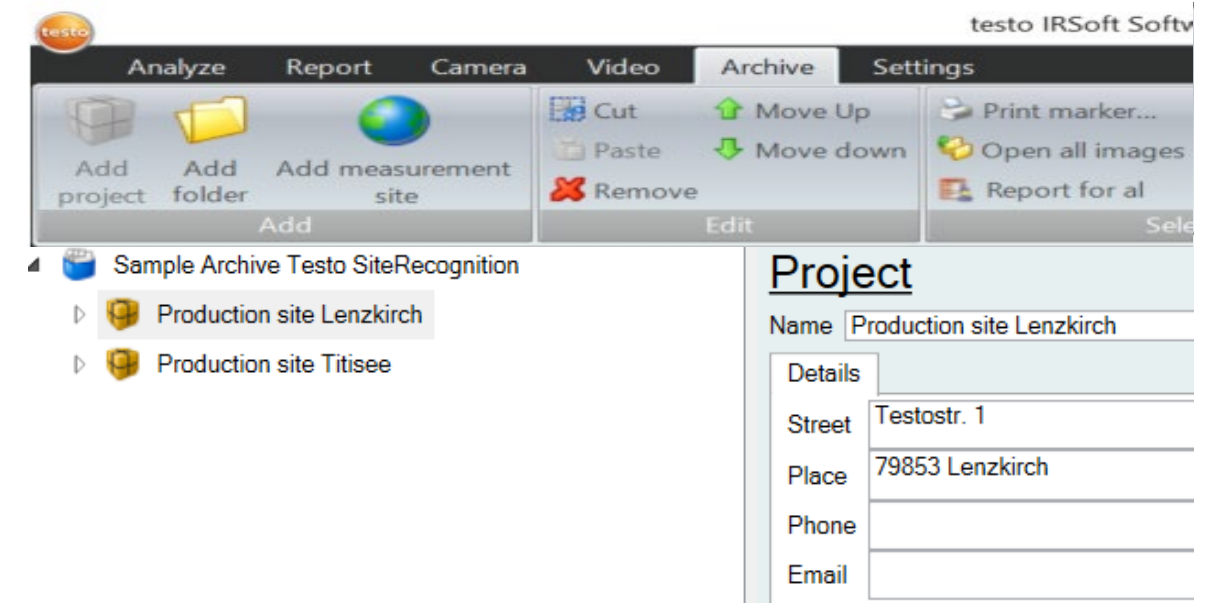 testo
testo IRSoft Softw
Analyze Report Camera Video Archive Settings
Add project
Add folder
Add measurement site
Add
Cut
Paste
Remove
Move Up
Move down
Edit
Print marker...
Open all images
Report for al
Sele
Sample Archive Testo SiteRecognition
Production site Lenzkirch
Production site Titisee
Project
Name Production site Lenzkirch
Details
Street Testostr. 1
Place 79853 Lenzkirch
Phone
Email